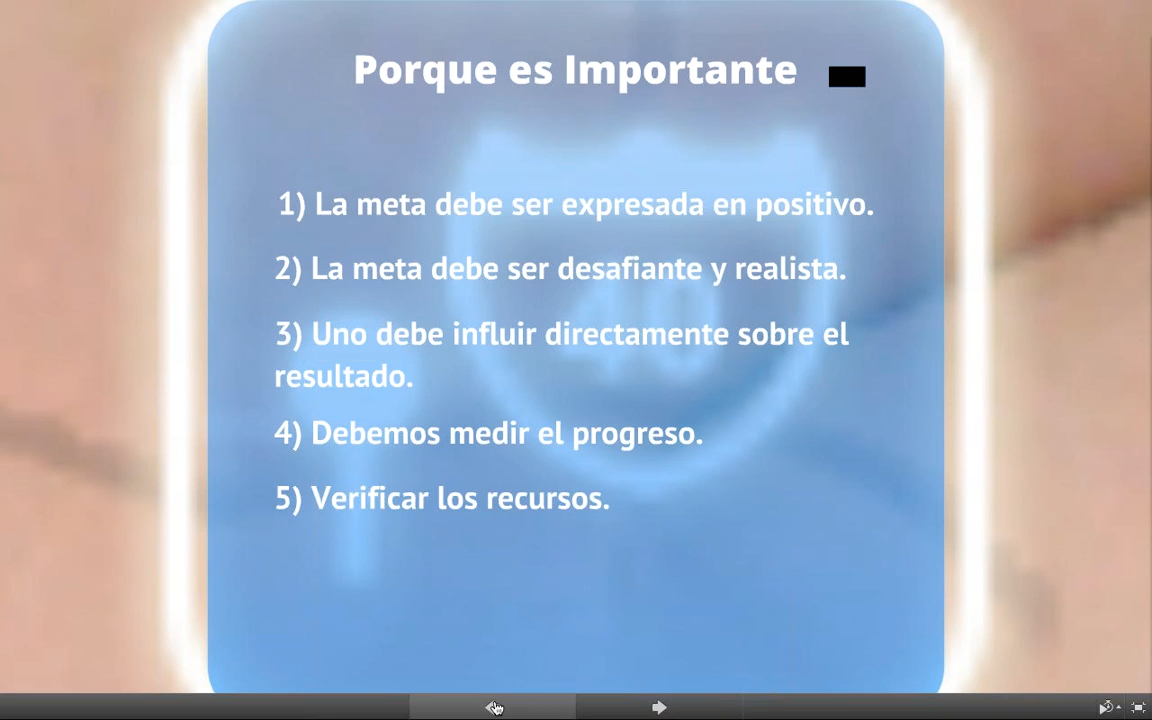 Porque es Importante
1) La meta debe ser expresada en positivo.
2) La meta debe ser desafiante y realista.
3) Uno debe influir directamente sobre el
resultado.
4) Debemos medir el progreso.
5) Verificar los recursos.
40